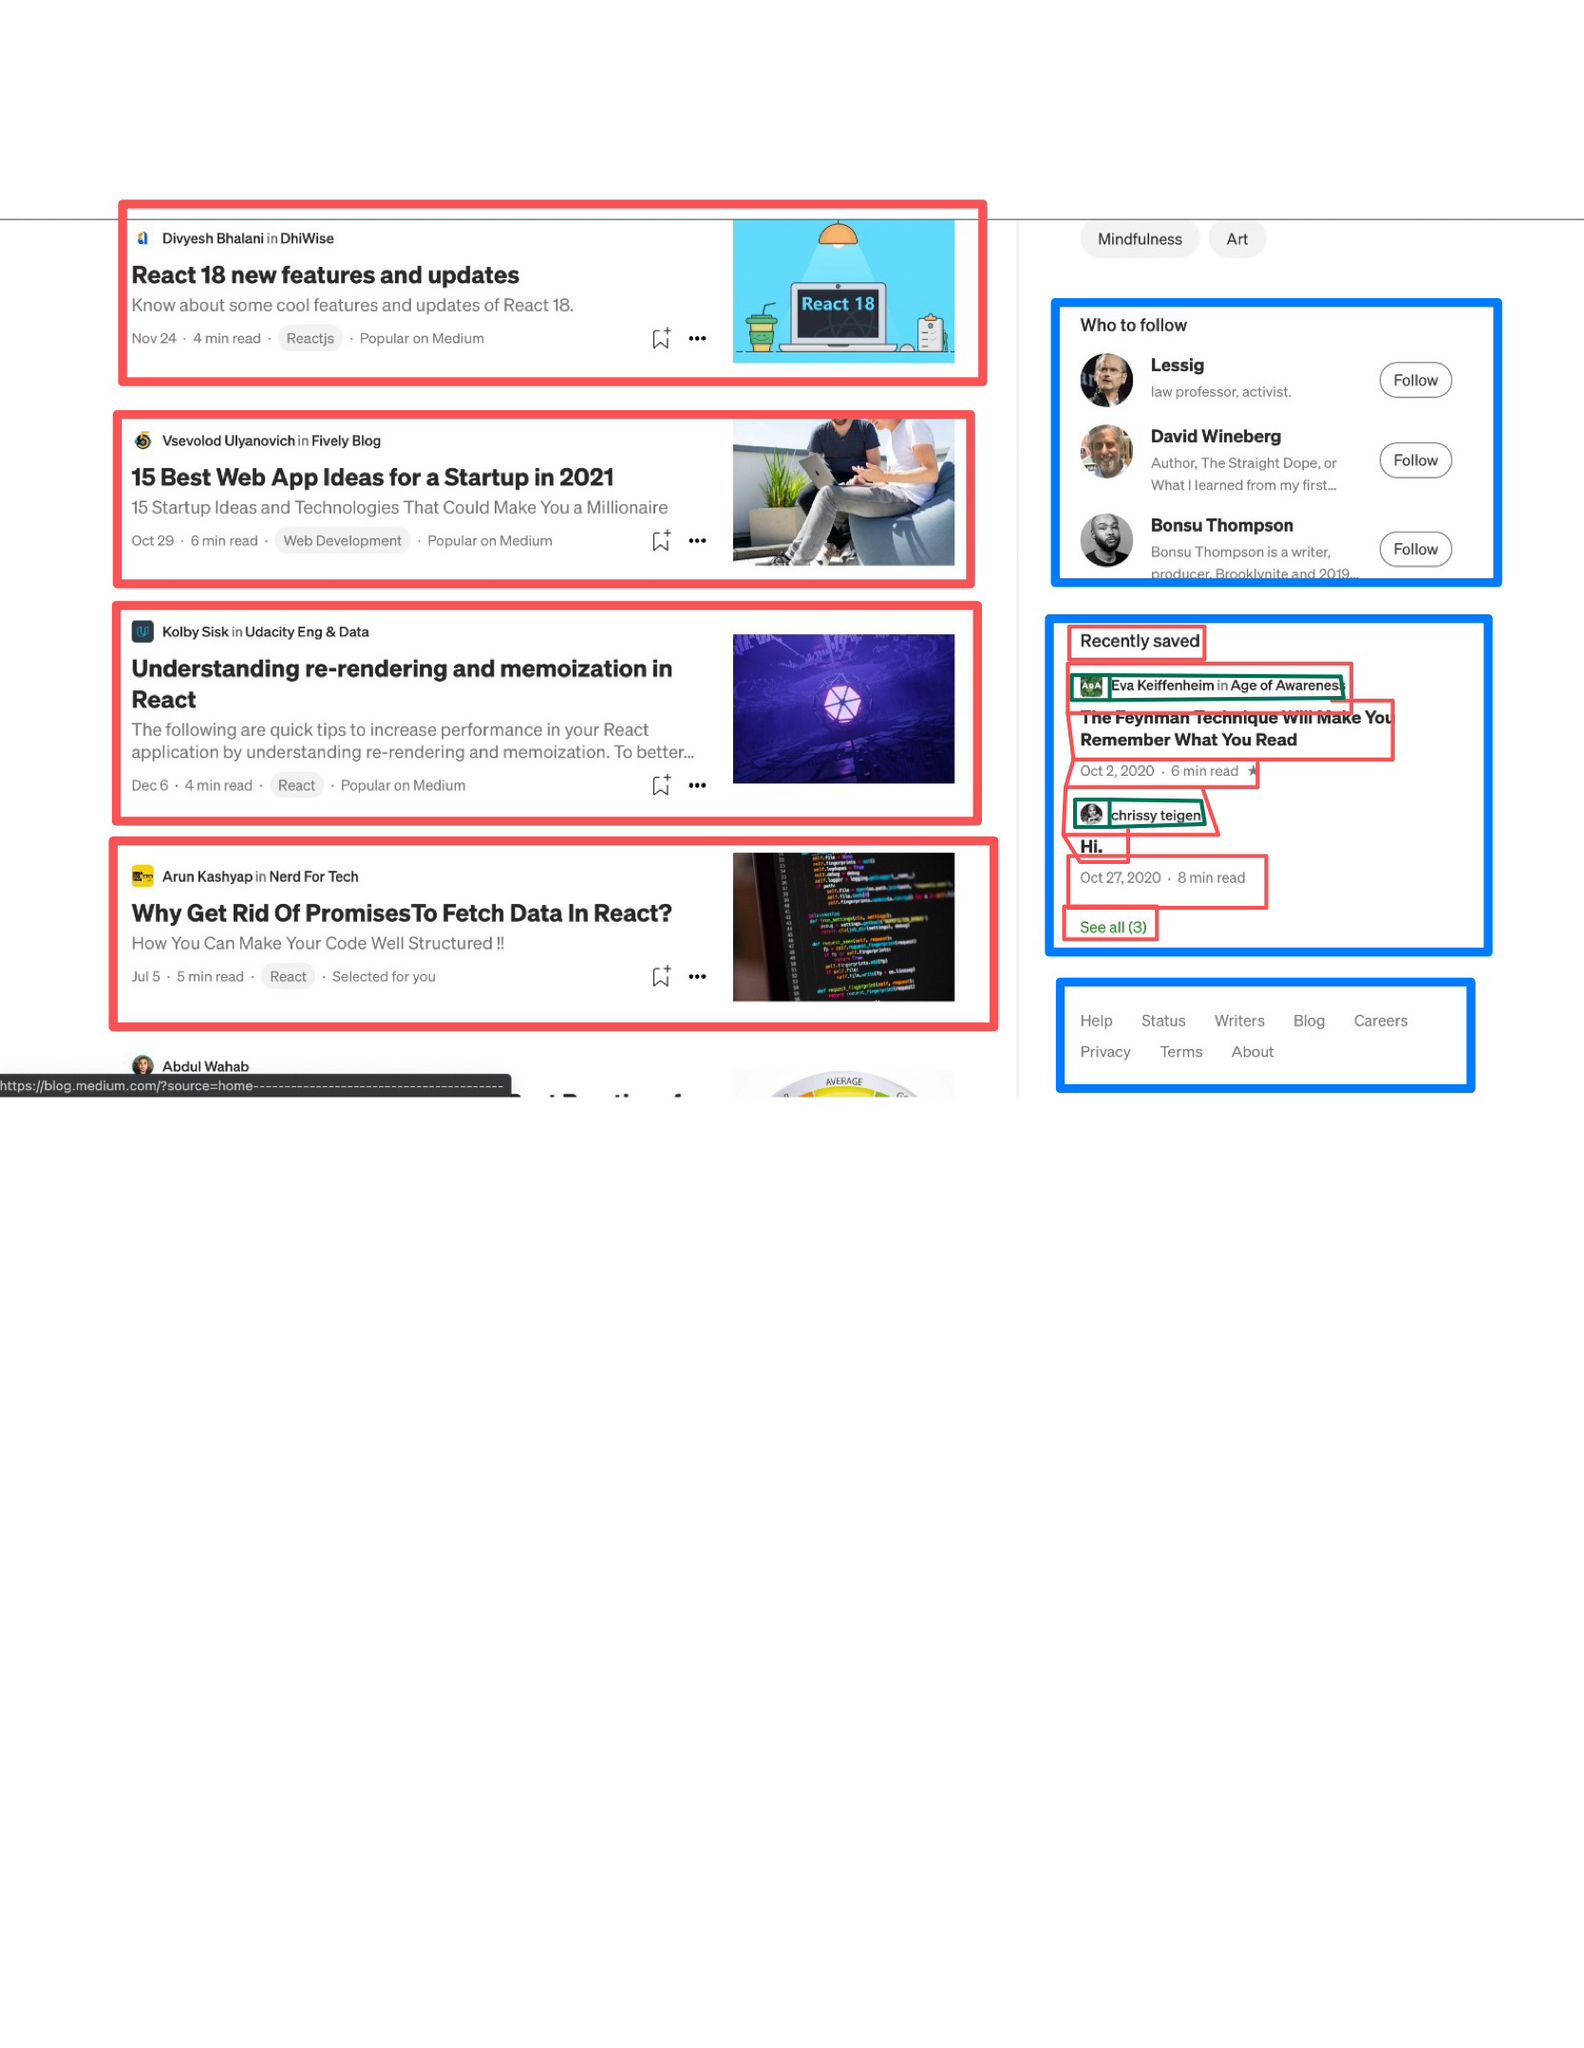 Divyesh Bhalani in DhiWise
React 18 new features and updates
Know about some cool features and updates of React 18.
Nov 24 · 4 min read · Reactjs · Popular on Medium
React 18
Vsevolod Ulyanovich in Fively Blog
15 Best Web App Ideas for a Startup in 2021
15 Startup Ideas and Technologies That Could Make You a Millionaire
Oct 29 · 6 min read · Web Development · Popular on Medium
Kolby Sisk in Udacity Eng & Data
Understanding re-rendering and memoization in
React
The following are quick tips to increase performance in your React
application by understanding re-rendering and memoization. To better...
Dec 6 · 4 min read · React · Popular on Medium
Arun Kashyap in Nerd For Tech
Why Get Rid Of PromisesTo Fetch Data In React?
How You Can Make Your Code Well Structured !!
Jul 5 · 5 min read · React · Selected for you
Abdul Wahab
https://blog.medium.com/?source=home----------------------------------------
AVERAGE
Mindfulness
Art
Who to follow
Lessig
law professor, activist.
Follow
David Wineberg
Author, The Straight Dope, or
What I learned from my first...
Follow
Bonsu Thompson
Bonsu Thompson is a writer,
producer, Brooklynite and 2019...
Follow
Recently saved
AoA
Eva Keiffenheim in Age of Awareness
The Feynman Technique Will Make You
Remember What You Read
Oct 2, 2020 · 6 min read ★
chrissy teigen
Hi.
Oct 27, 2020 · 8 min read
See all (3)
Help Status Writers Blog Careers
Privacy Terms About